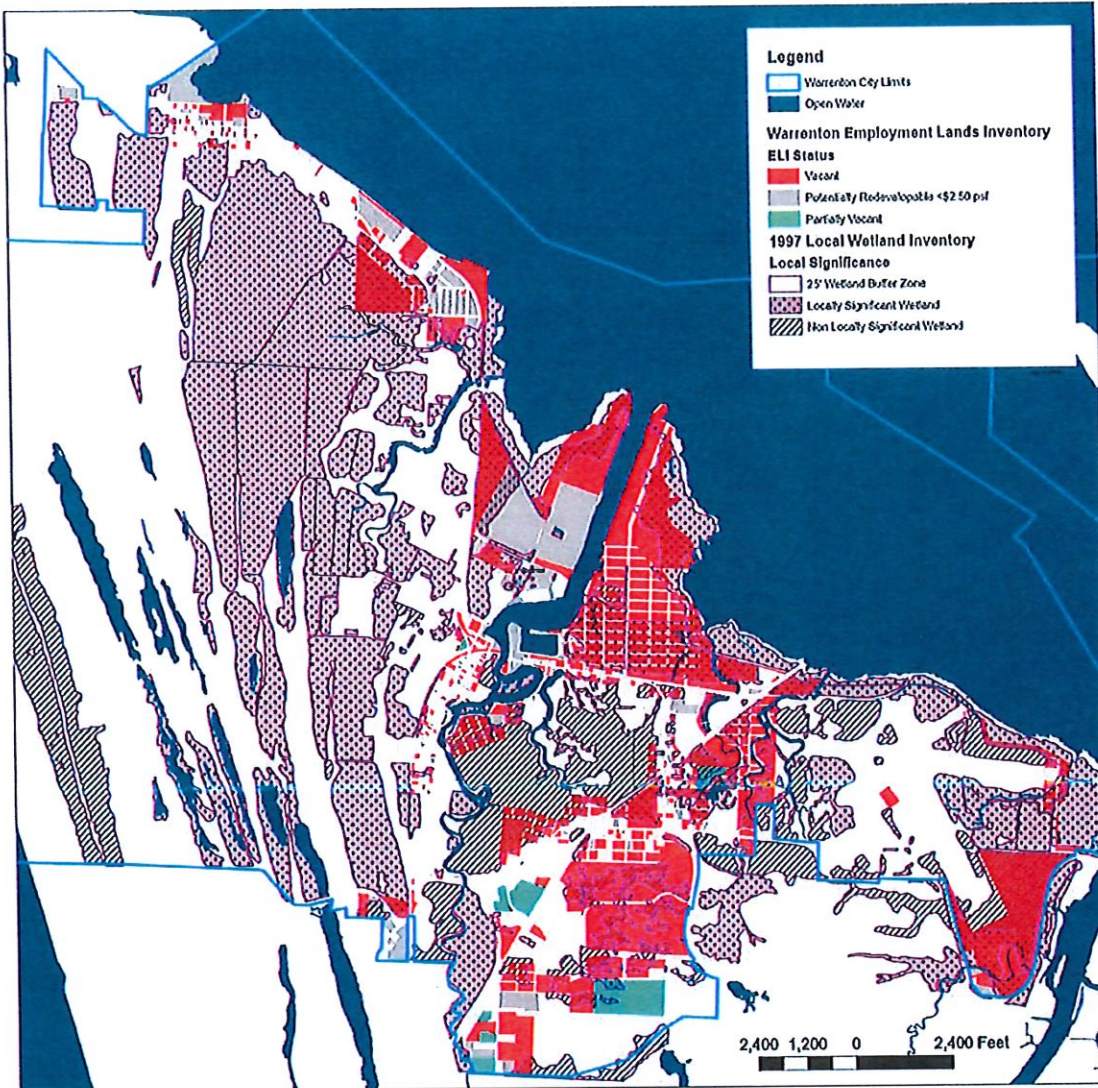 Legend
Warrenton City Limits
Open Water
Warrenton Employment Lands Inventory
ELI Status
Vacant
Potentially Redevelopable <$2.50 psf
Partially Vacant
1997 Local Wetland Inventory
Local Significance
25' Wetland Buffer Zone
Locally Significant Wetland
Non Locally Significant Wetland
2,400 1,200 0 2,400 Feet